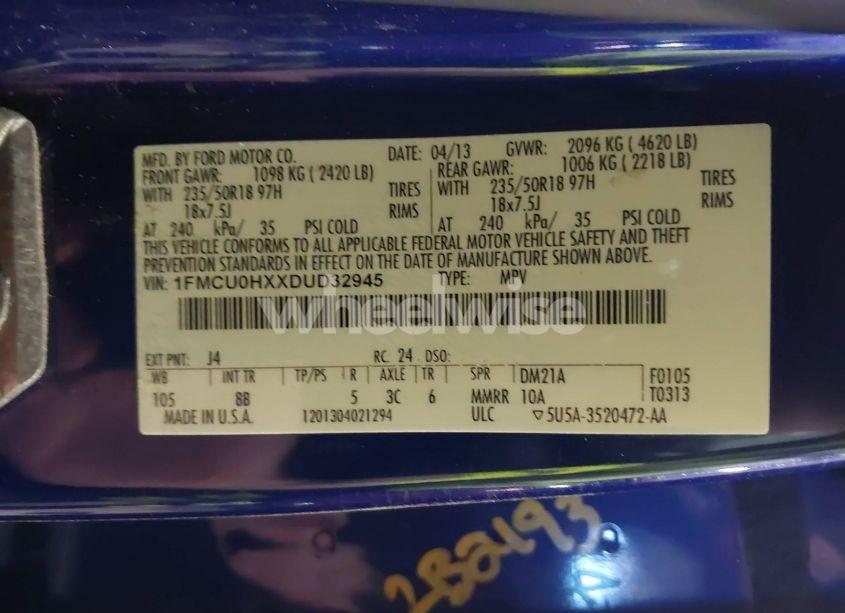 MFD. BY FORD MOTOR CO. DATE: 04/13 GVWR: 2096 KG ( 4620 LB)
FRONT GAWR: 1098 KG ( 2420 LB) REAR GAWR: 1006 KG ( 2218 LB)
WITH 235/50R18 97H TIRES WITH 235/50R18 97H TIRES
18x7.5J RIMS 18x7.5J RIMS
AT 240 kPa/ 35 PSI COLD AT 240 kPa/ 35 PSI COLD
THIS VEHICLE CONFORMS TO ALL APPLICABLE FEDERAL MOTOR VEHICLE SAFETY AND THEFT
PREVENTION STANDARDS IN EFFECT ON THE DATE OF MANUFACTURE SHOWN ABOVE.
VIN: 1FMCU0HXXDUD32945 TYPE: MPV
wheelwise
EXT PNT: J4 RC: 24 DSO:
WB INT TR TP/PS R AXLE TR SPR DM21A F0105
105 8B 5 3C 6 MMRR 10A T0313
MADE IN U.S.A. 1201304021294 ULC ▽5U5A-3520472-AA
282193